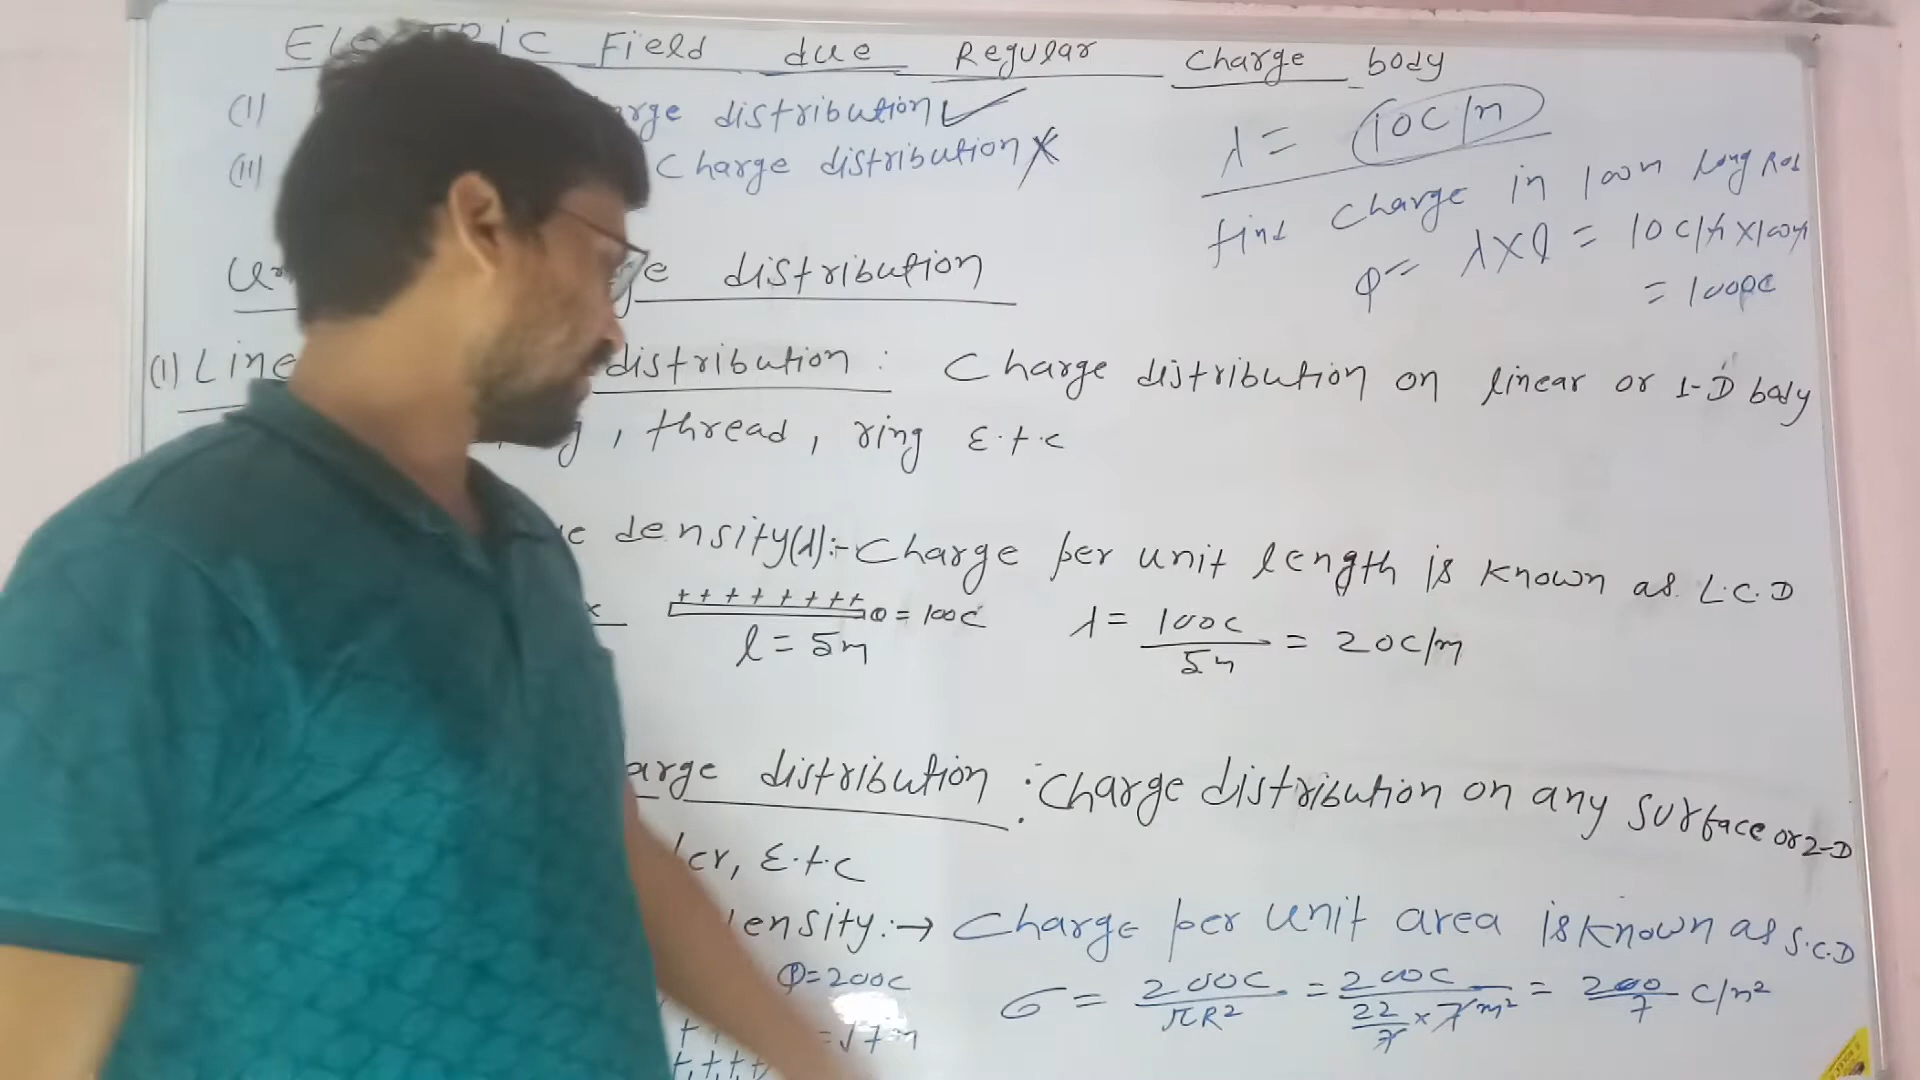 Field due Regular Charge body
(I) arge distribution ✓
(II) Charge distribution ✗
λ = 10C/m
find charge in 100m long Rod
Q = λ×l = 10C/m × 100m
= 1000C
distribution
(1) Line distribution : Charge distribution on linear or 1-D body
, thread, ring E.t.c
density(λ):- Charge per unit length is known as L.C.D
+ + + + + + + +
Q = 100C
l = 5m
λ = 100C / 5m = 20C/m
arge distribution : Charge distribution on any surface or 2-D
der, E.t.c
density:→ Charge per unit area is known as S.C.D
Q=200C
= √7m
σ = 200C / πR² = 200C / 22/7 × 7m² = 200/7 C/m²